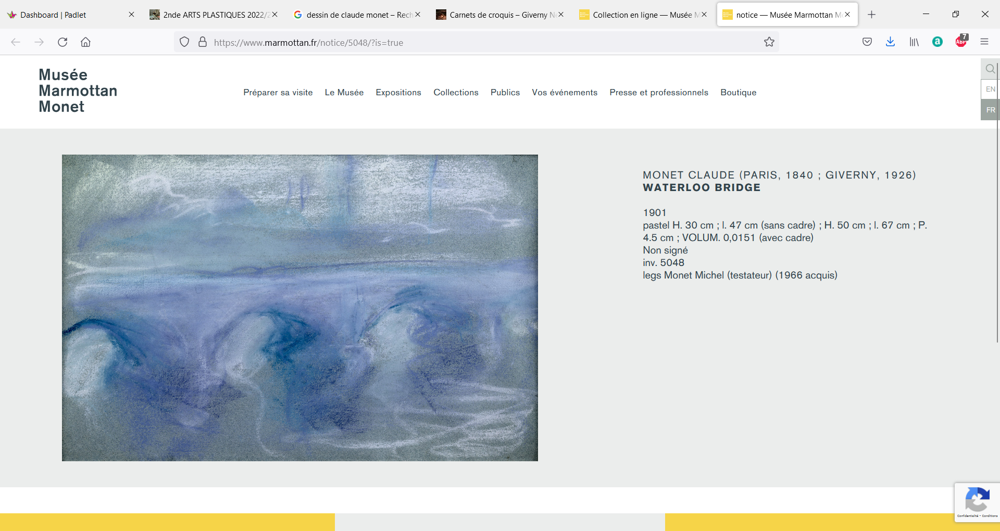 Dashboard | Padlet
2nde ARTS PLASTIQUES 2022/2
dessin de claude monet – Rech
Carnets de croquis – Giverny N
Collection en ligne — Musée M
notice — Musée Marmottan M
https://www.marmottan.fr/notice/5048/?is=true
ABP
7
Musée
Marmottan
Monet
Préparer sa visite
Le Musée
Expositions
Collections
Publics
Vos événements
Presse et professionnels
Boutique
EN
FR
MONET CLAUDE (PARIS, 1840 ; GIVERNY, 1926)
WATERLOO BRIDGE
1901
pastel H. 30 cm ; l. 47 cm (sans cadre) ; H. 50 cm ; l. 67 cm ; P.
4.5 cm ; VOLUM. 0,0151 (avec cadre)
Non signé
inv. 5048
legs Monet Michel (testateur) (1966 acquis)
Confidentialité • Conditions